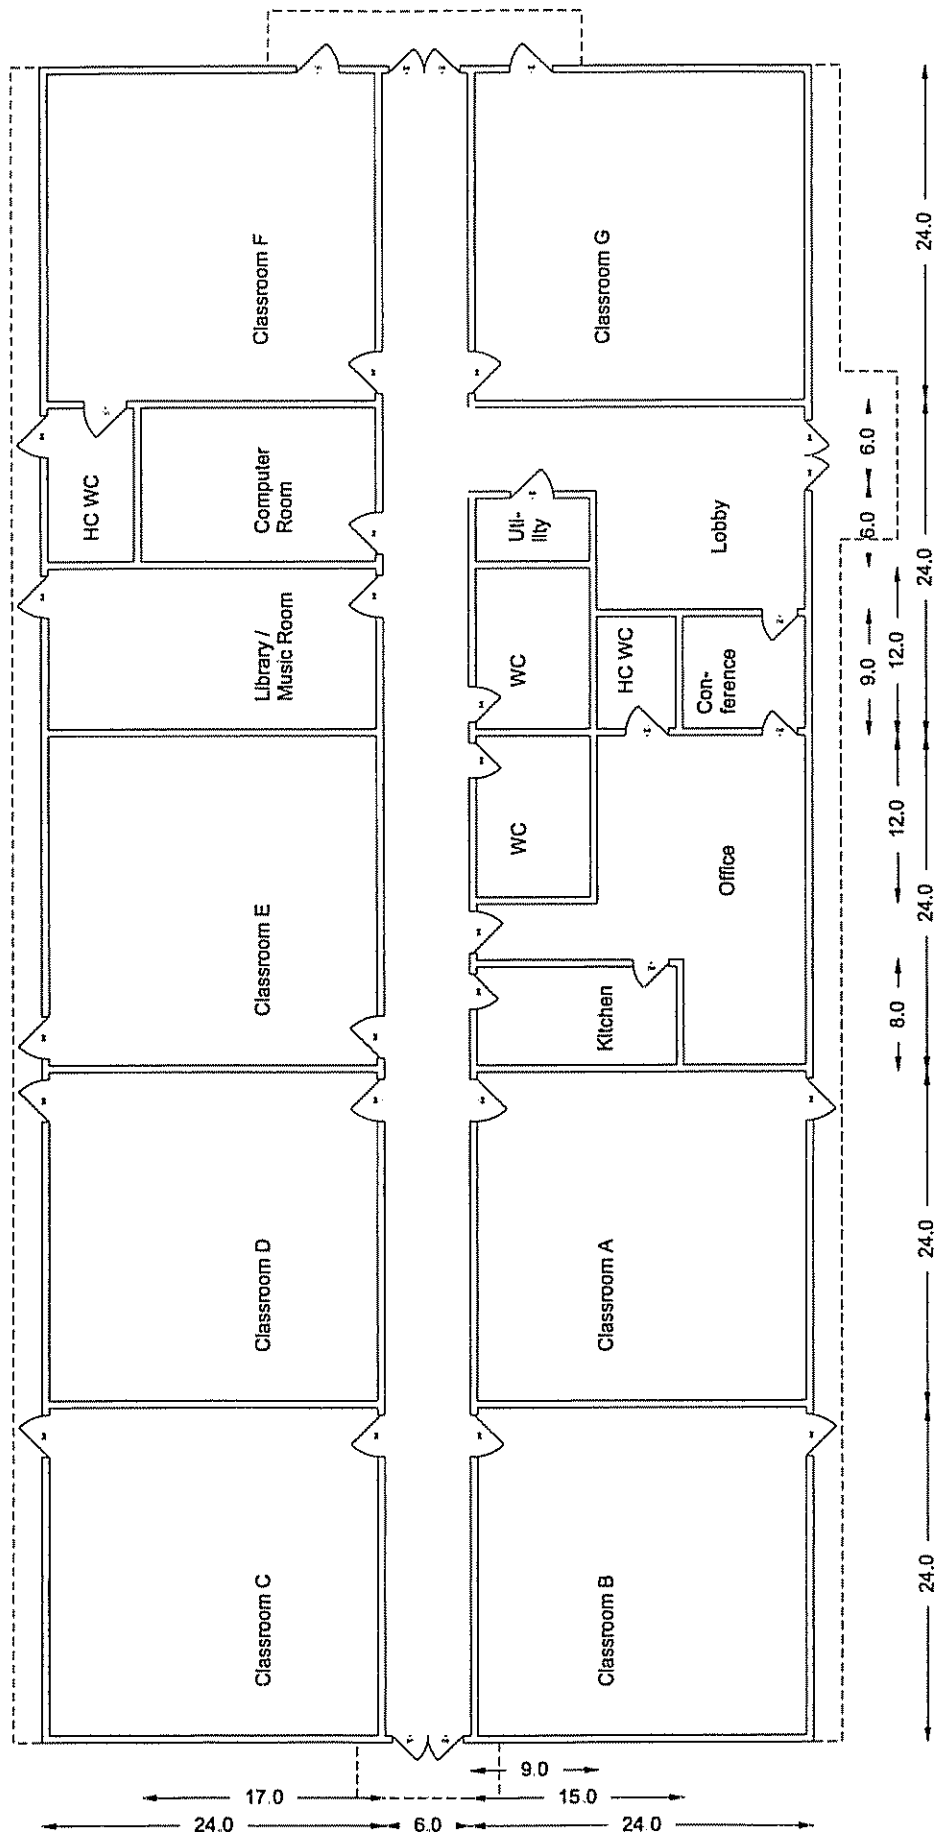 Classroom F
HC WC
Computer
Room
Library /
Music Room
Classroom E
Classroom D
Classroom C
Classroom G
Lobby
Utl-
lity
WC
HC WC
Con-
ference
WC
Office
Kitchen
Classroom A
Classroom B
24.0
6.0
6.0
24.0
12.0
9.0
12.0
24.0
8.0
24.0
24.0
9.0
17.0
15.0
24.0
6.0
24.0